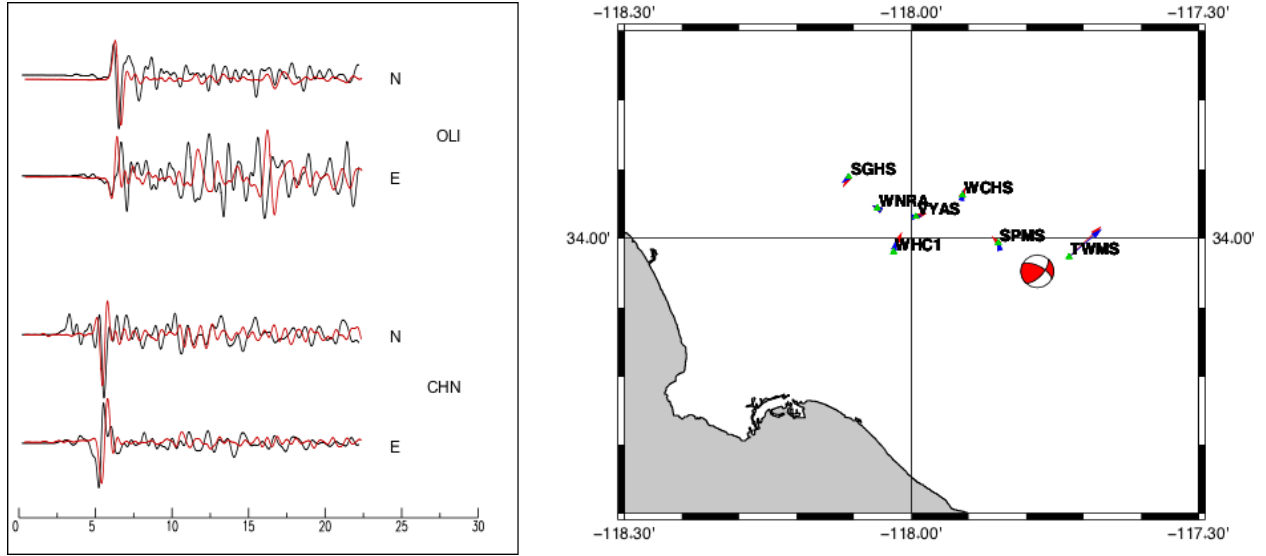 N
OLI
E
N
CHN
E
0 5 10 15 20 25 30
−118.30' −118.00' −117.30'
SGHS
WCHS
WNRA
VYAS
34.00' 34.00'
SPMS
WHC1
TWMS
−118.30' −118.00' −117.30'